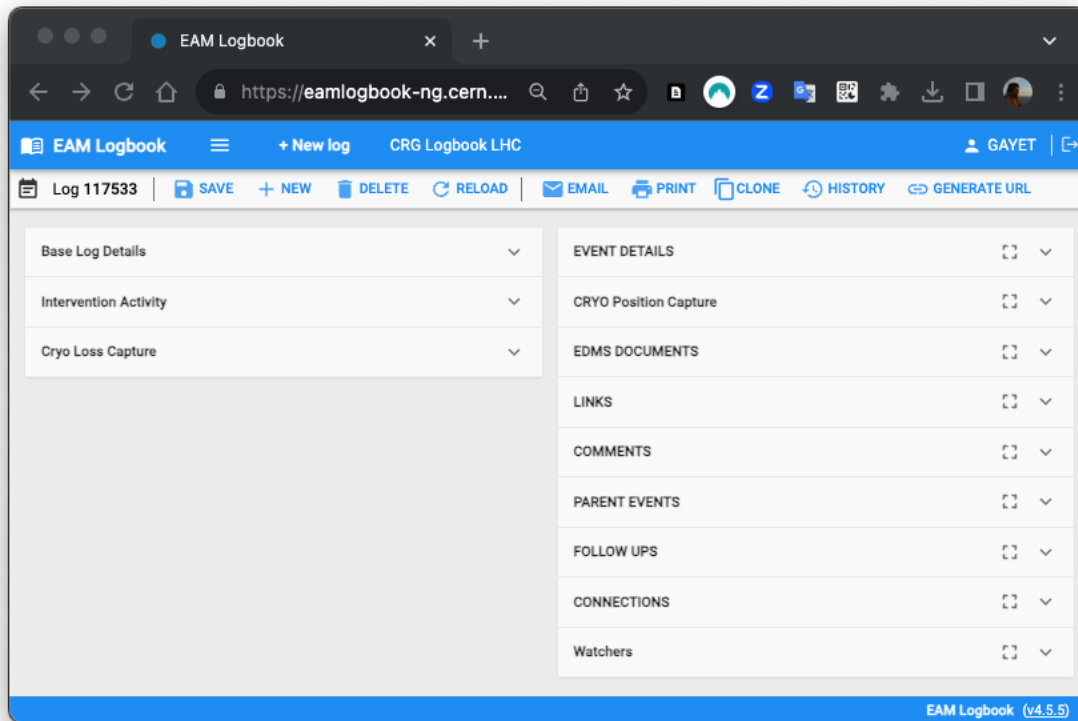 EAM Logbook
https://eamlogbook-ng.cern....
EAM Logbook + New log CRG Logbook LHC GAYET
Log 117533 SAVE NEW DELETE RELOAD EMAIL PRINT CLONE HISTORY GENERATE URL
Base Log Details
Intervention Activity
Cryo Loss Capture
EVENT DETAILS
CRYO Position Capture
EDMS DOCUMENTS
LINKS
COMMENTS
PARENT EVENTS
FOLLOW UPS
CONNECTIONS
Watchers
EAM Logbook (v4.5.5)